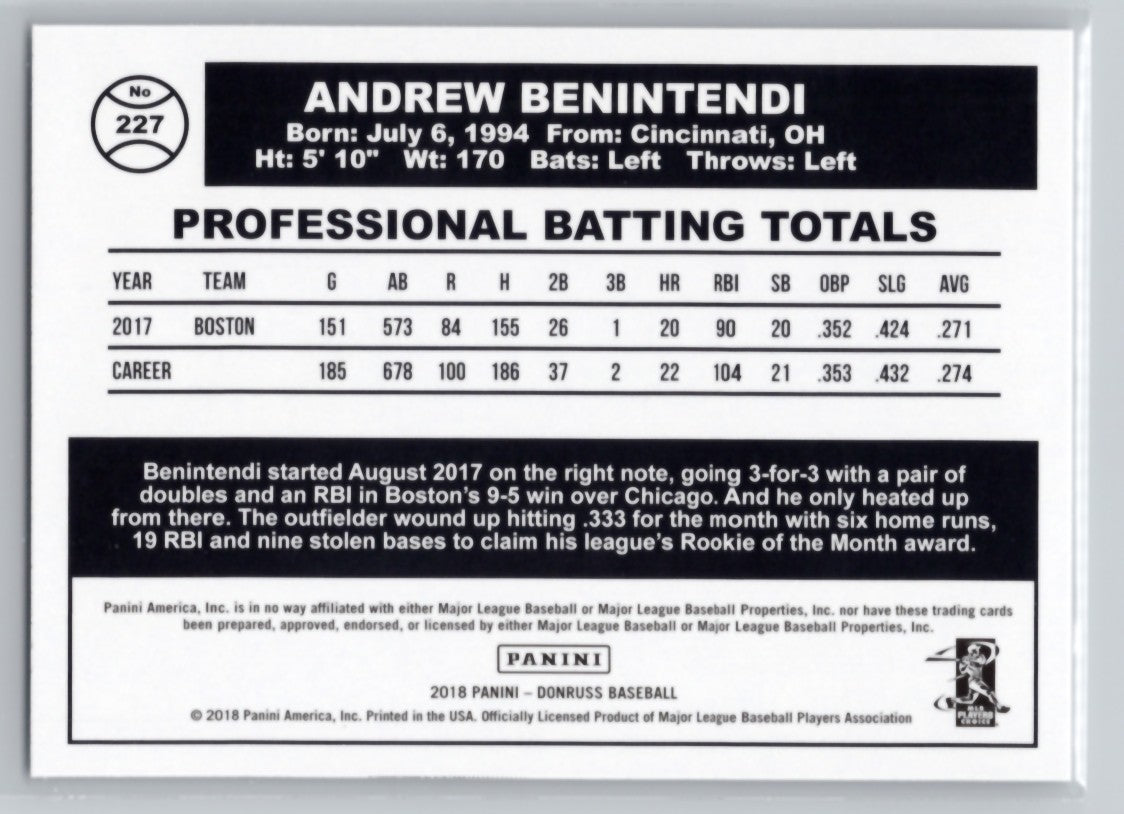 No
227
ANDREW BENINTENDI
Born: July 6, 1994 From: Cincinnati, OH
Ht: 5' 10" Wt: 170 Bats: Left Throws: Left
PROFESSIONAL BATTING TOTALS
YEAR TEAM G AB R H 2B 3B HR RBI SB OBP SLG AVG
2017 BOSTON 151 573 84 155 26 1 20 90 20 .352 .424 .271
CAREER 185 678 100 186 37 2 22 104 21 .353 .432 .274
Benintendi started August 2017 on the right note, going 3-for-3 with a pair of
doubles and an RBI in Boston's 9-5 win over Chicago. And he only heated up
from there. The outfielder wound up hitting .333 for the month with six home runs,
19 RBI and nine stolen bases to claim his league's Rookie of the Month award.
Panini America, Inc. is in no way affiliated with either Major League Baseball or Major League Baseball Properties, Inc. nor have these trading cards
been prepared, approved, endorsed, or licensed by either Major League Baseball or Major League Baseball Properties, Inc.
PANINI
2018 PANINI – DONRUSS BASEBALL
© 2018 Panini America, Inc. Printed in the USA. Officially Licensed Product of Major League Baseball Players Association
MLB
PLAYERS
CHOICE